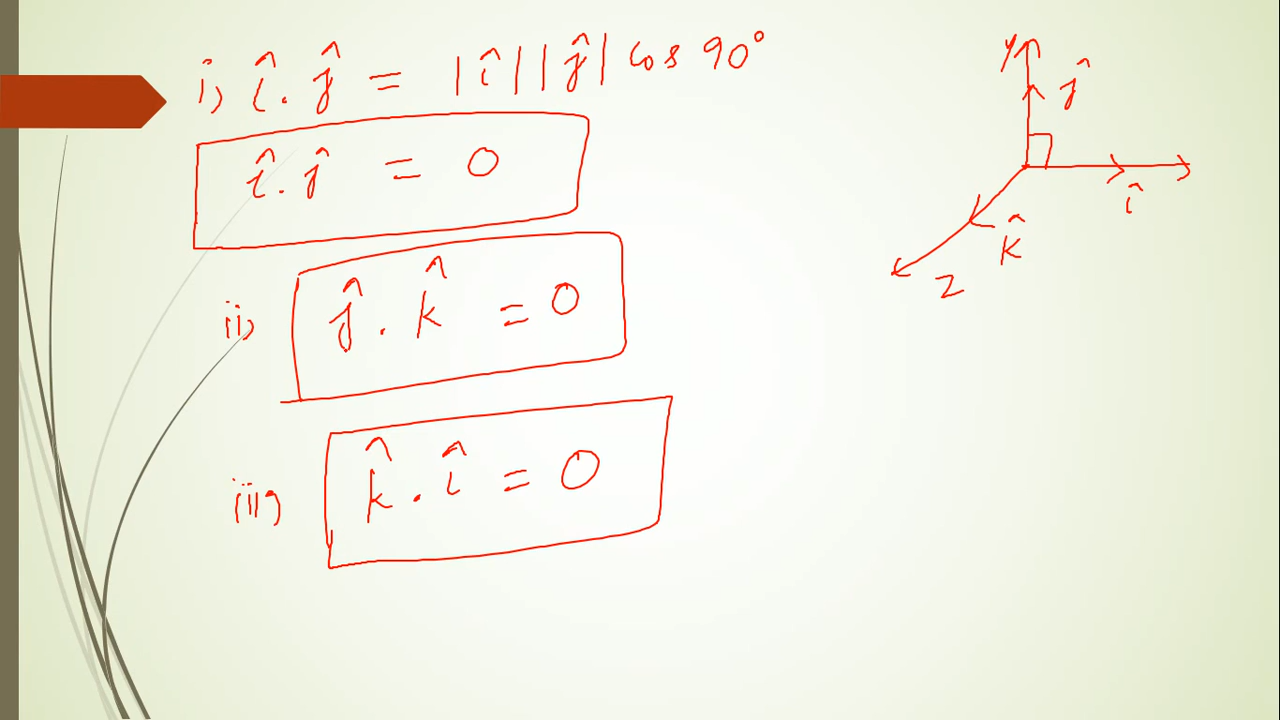 i) î . ĵ = |î| |ĵ| cos 90°
î . ĵ = 0
ii) ĵ . k̂ = 0
iii) k̂ . î = 0
y
ĵ
î
k̂
z